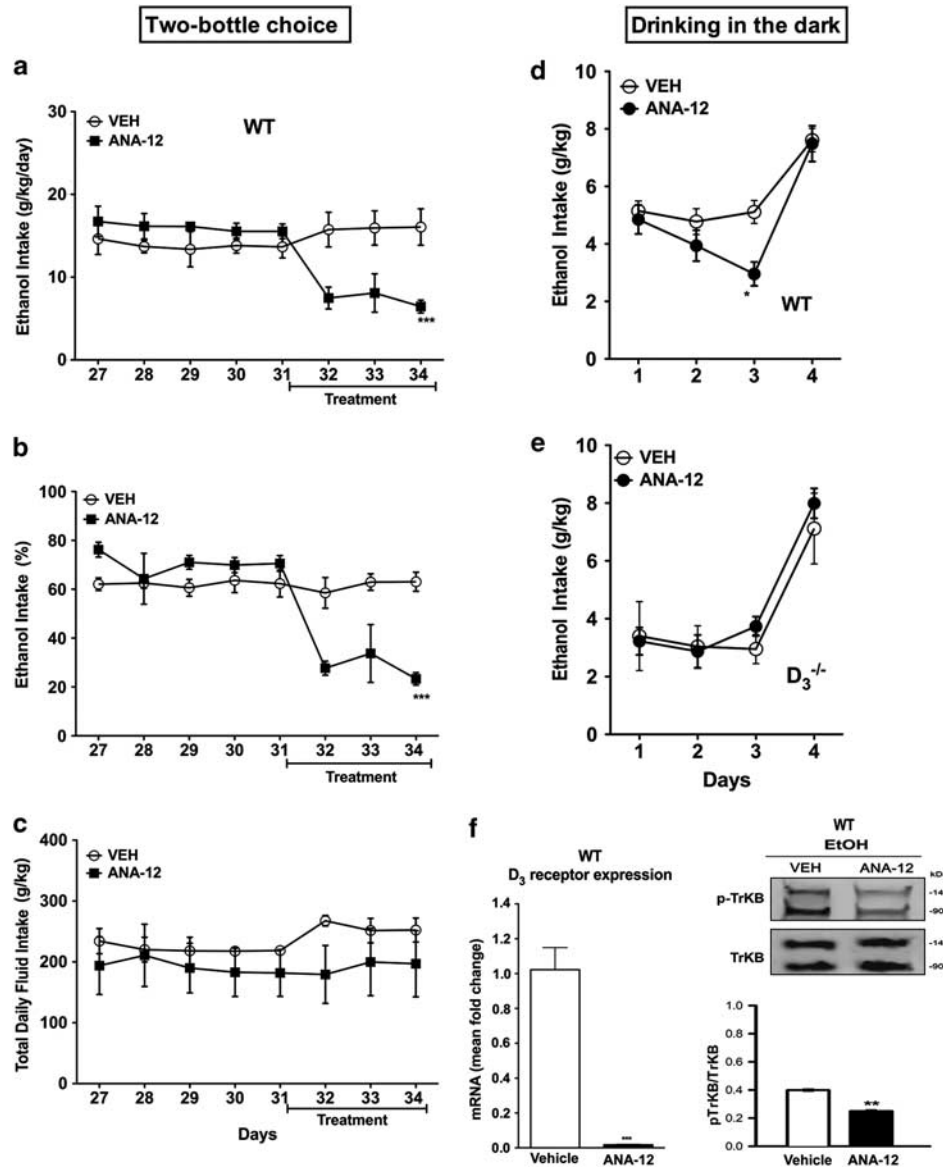 Two-bottle choice
a
VEH
ANA-12
WT
Ethanol Intake (g/kg/day)
30
20
10
0
27 28 29 30 31 32 33 34
Treatment
***
b
VEH
ANA-12
Ethanol Intake (%)
100
80
60
40
20
0
27 28 29 30 31 32 33 34
Treatment
***
c
VEH
ANA-12
Total Daily Fluid Intake (g/kg)
400
300
200
100
0
27 28 29 30 31 32 33 34
Days
Treatment
Drinking in the dark
d
VEH
ANA-12
Ethanol Intake (g/kg)
10
8
6
4
2
0
*
WT
1 2 3 4
e
VEH
ANA-12
Ethanol Intake (g/kg)
10
8
6
4
2
0
D₃⁻/⁻
1 2 3 4
Days
f
WT
D₃ receptor expression
mRNA (mean fold change)
1.4
1.2
1.0
0.8
0.6
0.4
0.2
0.0
***
Vehicle ANA-12
WT
EtOH
VEH ANA-12
kD
p-TrKB
-14
-90
TrKB
-14
-90
pTrKB/TrKB
1.0
0.8
0.6
0.4
0.2
0.0
**
Vehicle ANA-12